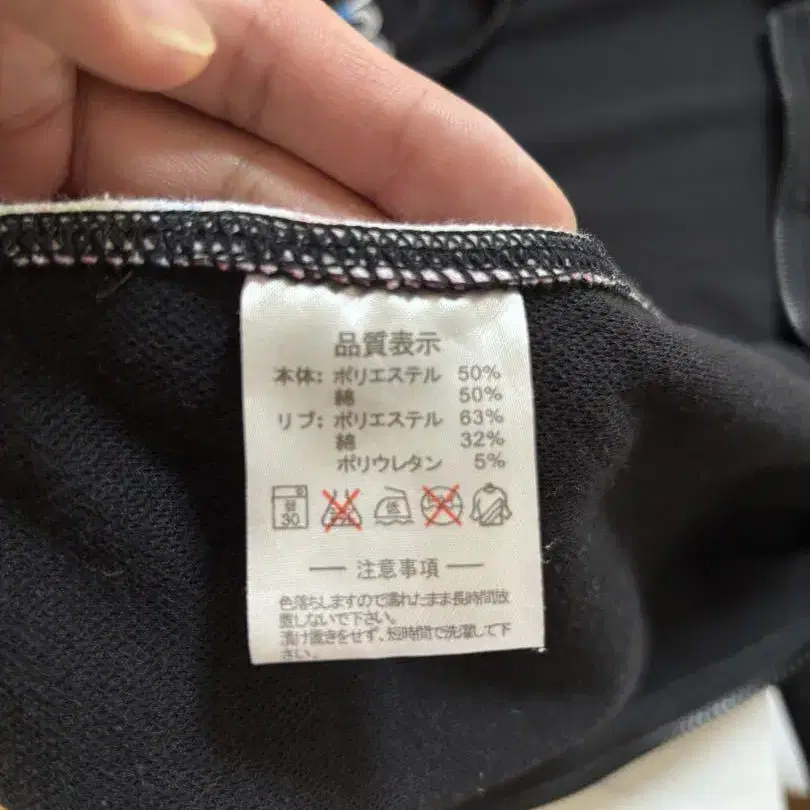 品質表示
本体: ポリエステル 50%
綿 50%
リブ: ポリエステル 63%
綿 32%
ポリウレタン 5%
弱 30 低
注意事項
色落ちしますので濡れたまま長時間放
置しないで下さい。
漬け置きをせず、短時間で洗濯して下
さい。